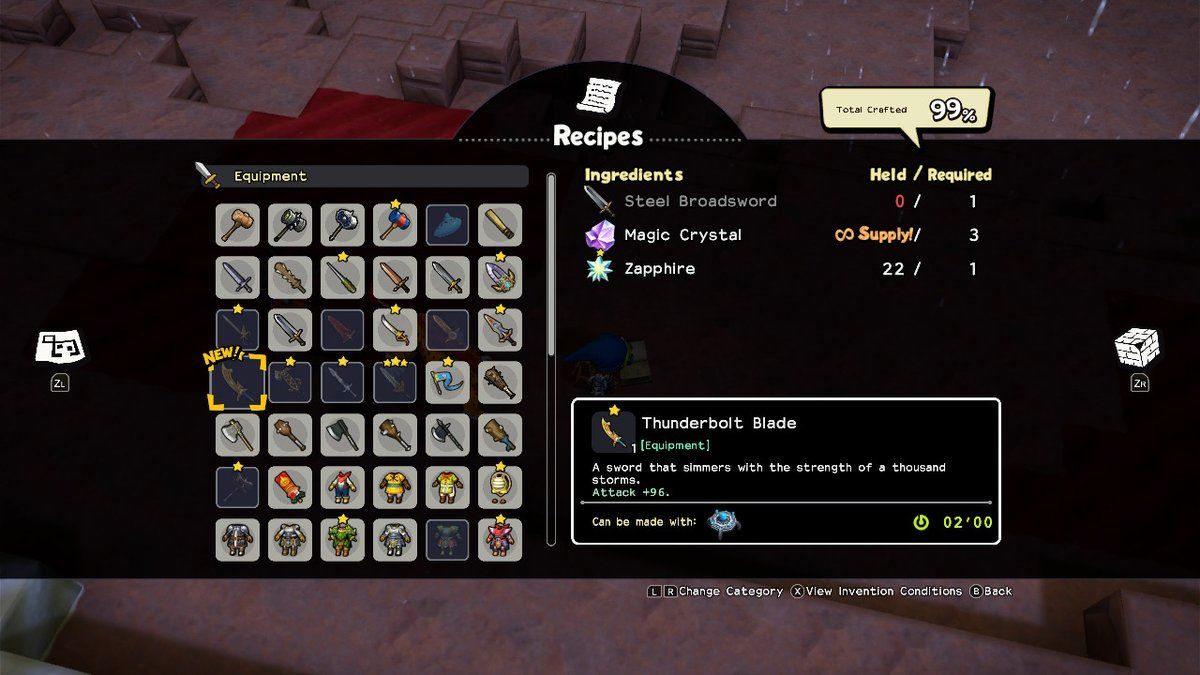 Recipes
Total Crafted 99%
Equipment
Ingredients Held / Required
Steel Broadsword 0 / 1
Magic Crystal ∞ Supply!/ 3
Zapphire 22 / 1
NEW!
ZL
ZR
Thunderbolt Blade
1 [Equipment]
A sword that simmers with the strength of a thousand
storms.
Attack +96.
Can be made with: 02'00
L R Change Category X View Invention Conditions B Back